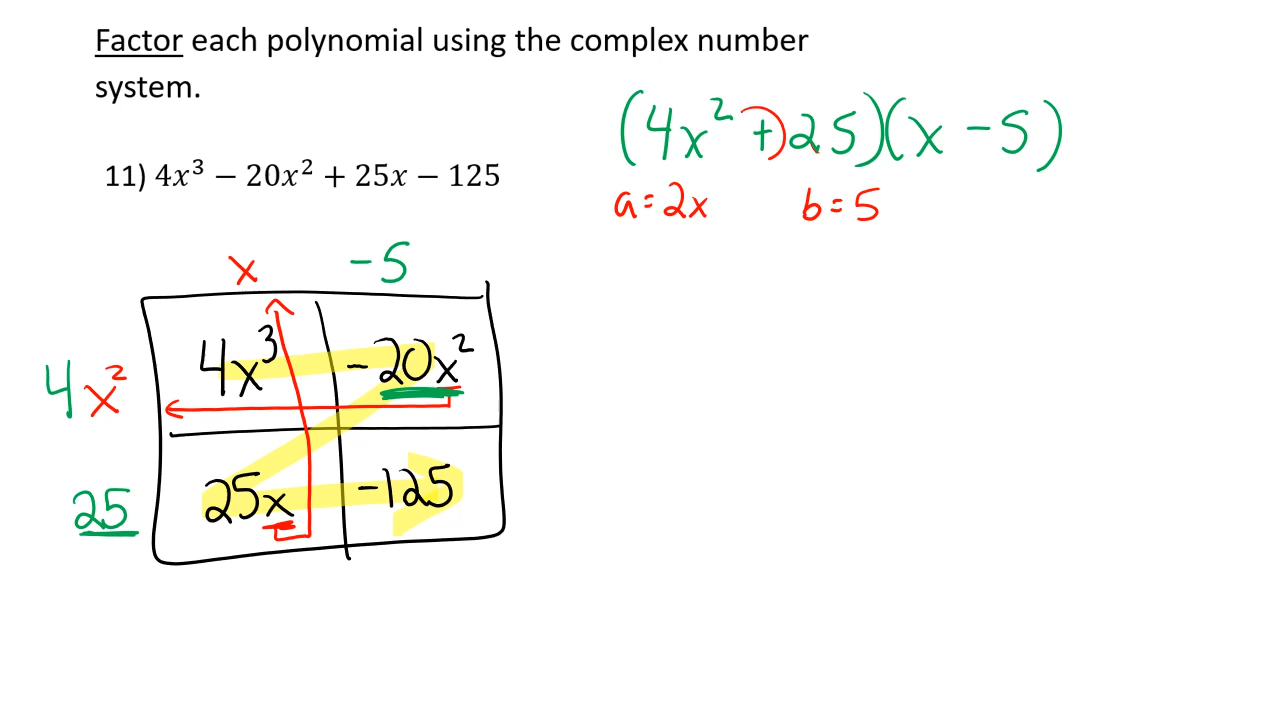 Factor each polynomial using the complex number
system.
(4x² + 25)(x − 5)
11) 4x³ − 20x² + 25x − 125
a = 2x b = 5
x −5
4x² 4x³ −20x²
25 25x −125